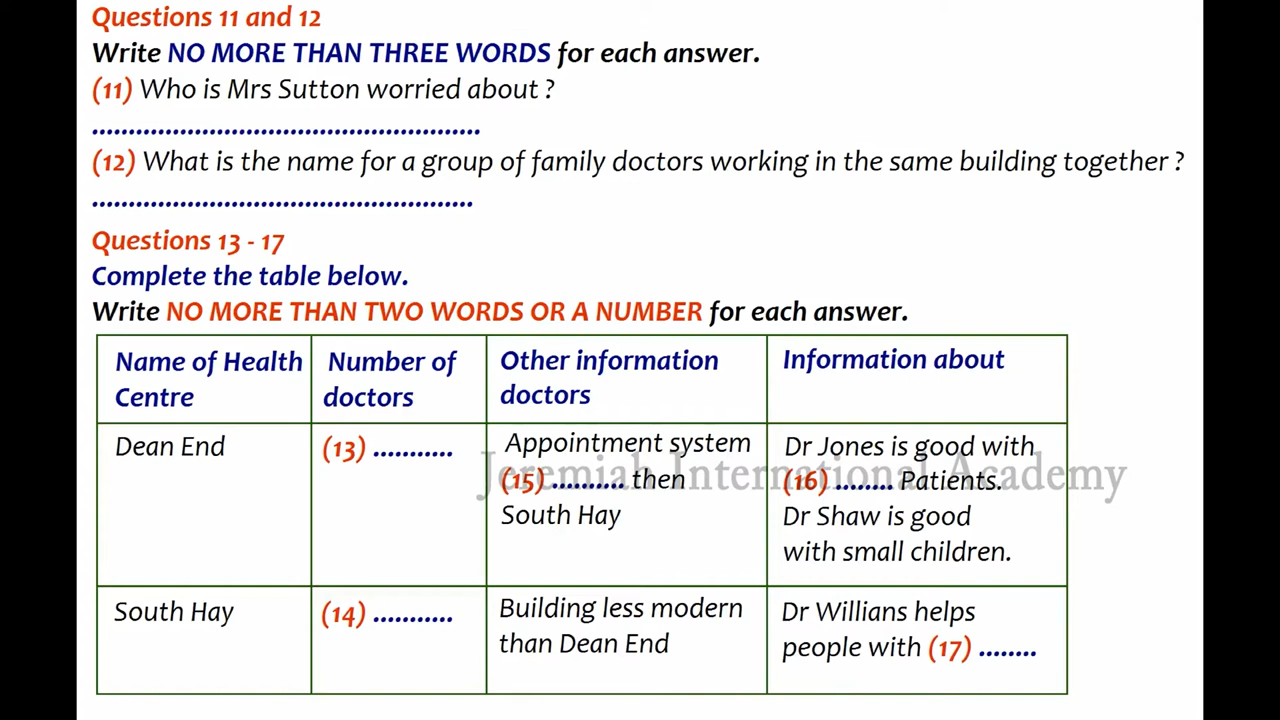 Questions 11 and 12
Write NO MORE THAN THREE WORDS for each answer.
(11) Who is Mrs Sutton worried about ?
.....................................................
(12) What is the name for a group of family doctors working in the same building together ?
....................................................
Questions 13 - 17
Complete the table below.
Write NO MORE THAN TWO WORDS OR A NUMBER for each answer.
Name of Health Centre
Number of doctors
Other information doctors
Information about
Dean End
(13) ...........
Appointment system
(15) .......... then
South Hay
Dr Jones is good with
(16) ........ Patients.
Dr Shaw is good
with small children.
Jeremiah International Academy
South Hay
(14) ...........
Building less modern
than Dean End
Dr Willians helps
people with (17) ........